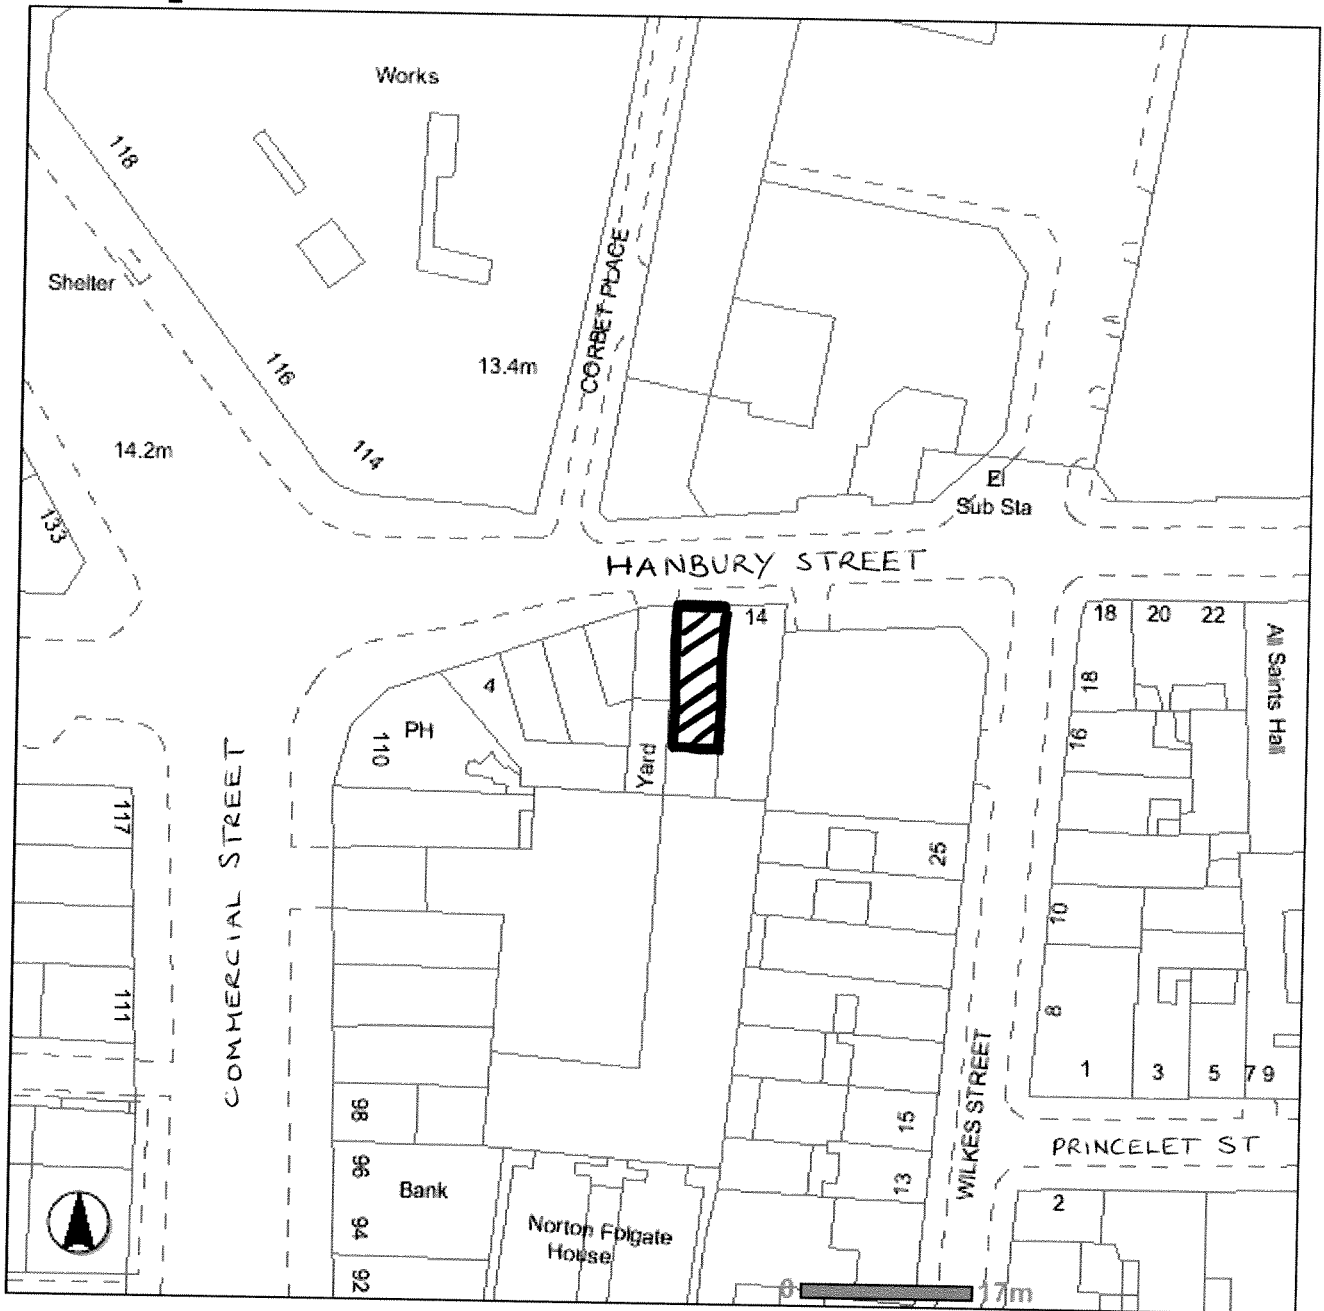 Works
118
Shelter
CORBET PLACE
116
13.4m
114
14.2m
133
El
Sub Sta
HANBURY STREET
14
18 20 22
All Saints Hall
4
18
PH
110
16
Yard
COMMERCIAL STREET
117
25
10
111
8
WILKES STREET
1 3 5 7 9
98
15
PRINCELET ST
96
Bank
13
94
Norton Folgate
House
2
92
0 17m